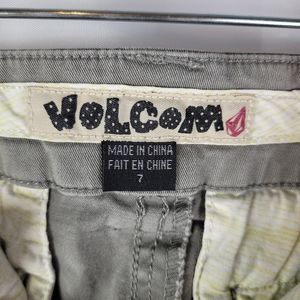 VOLCOM
MADE IN CHINA
FAIT EN CHINE
7